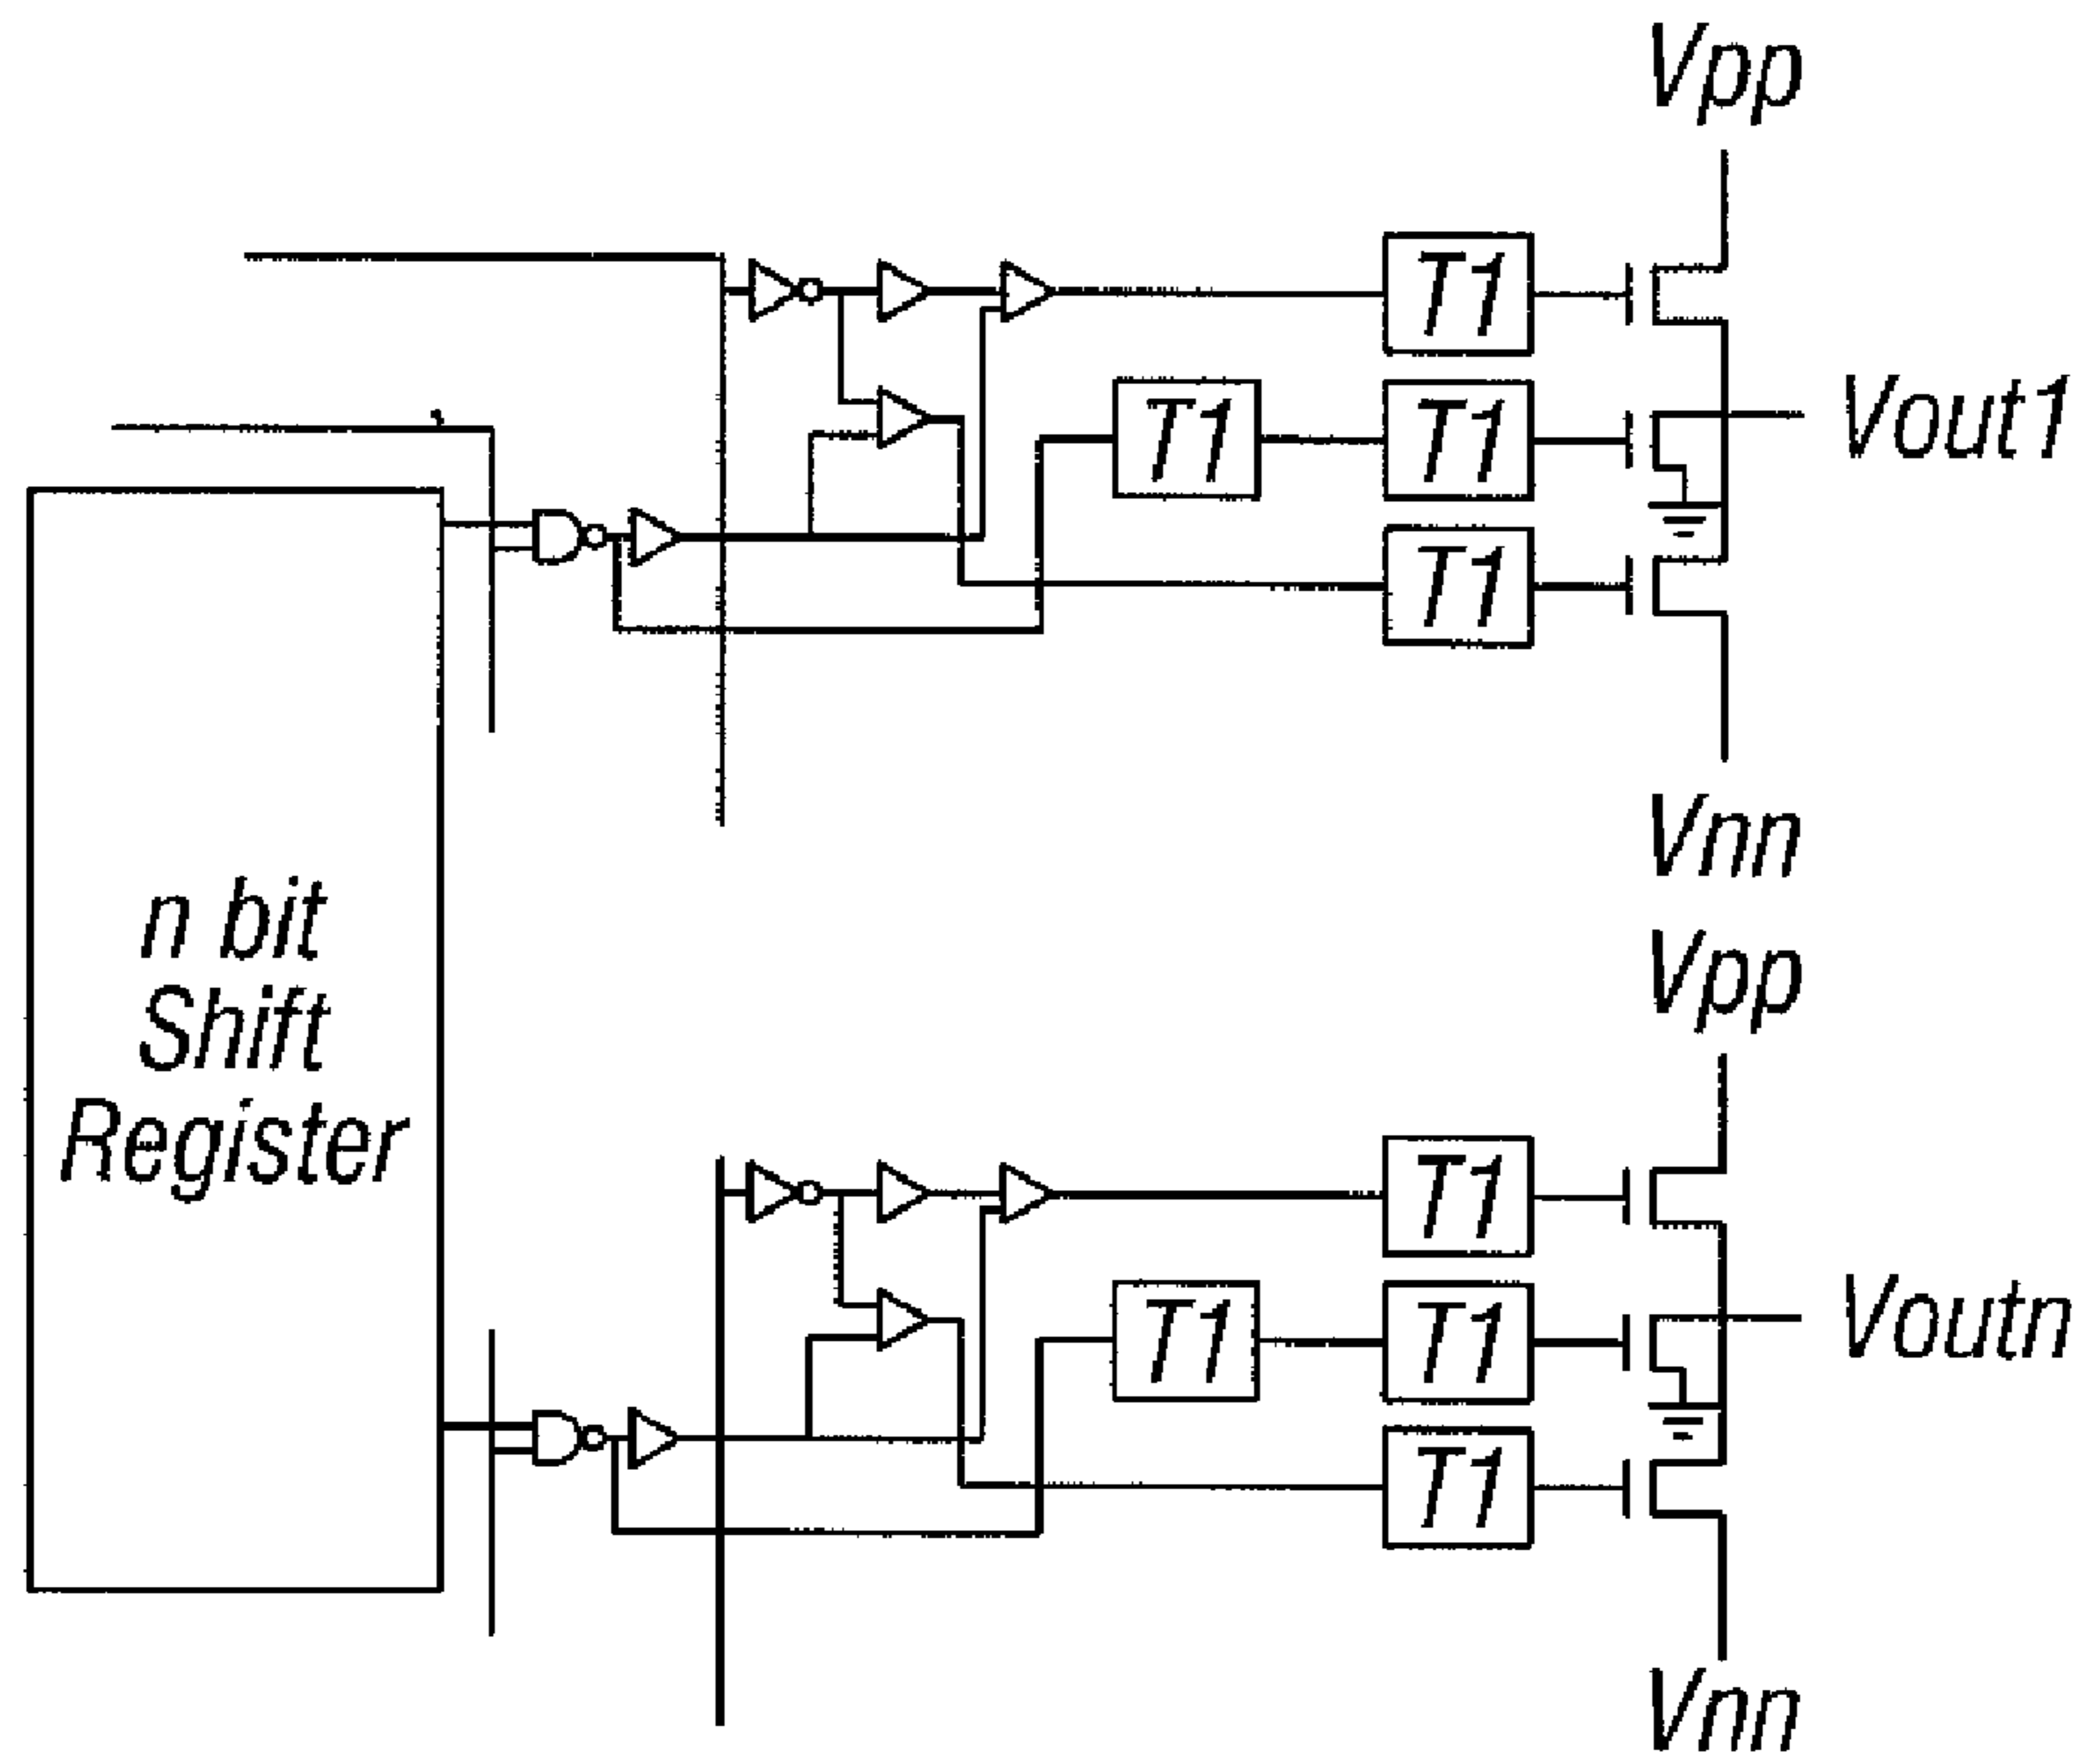 Vpp
T1
T1
T1
Vout1
T1
Vnn
n bit
Shift
Register
Vpp
T1
T1
T1
Voutn
T1
Vnn